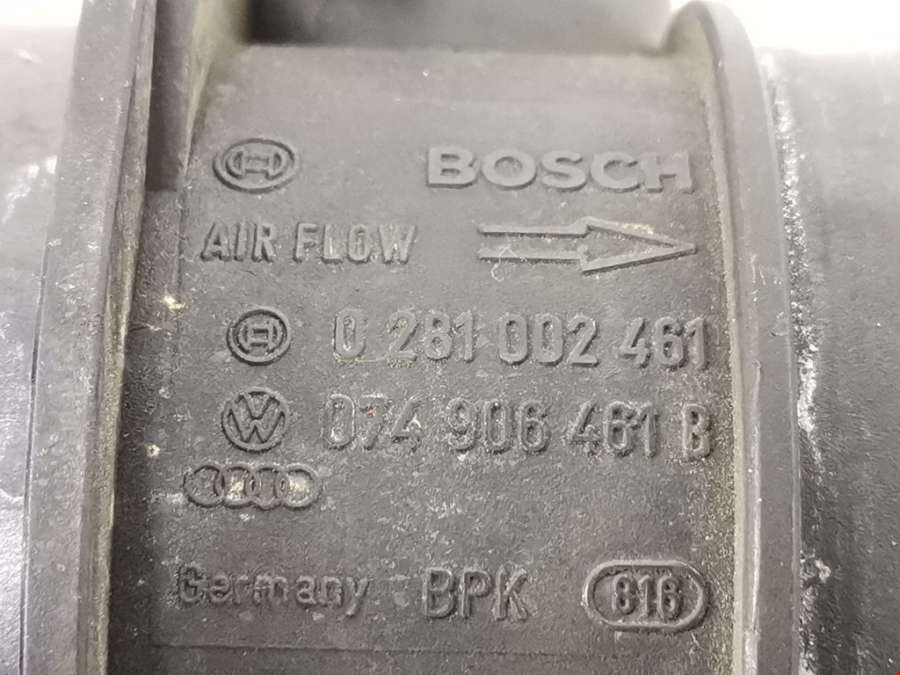 BOSCH
AIR FLOW
0 281 002 461
074 906 461 B
Germany BPK 816